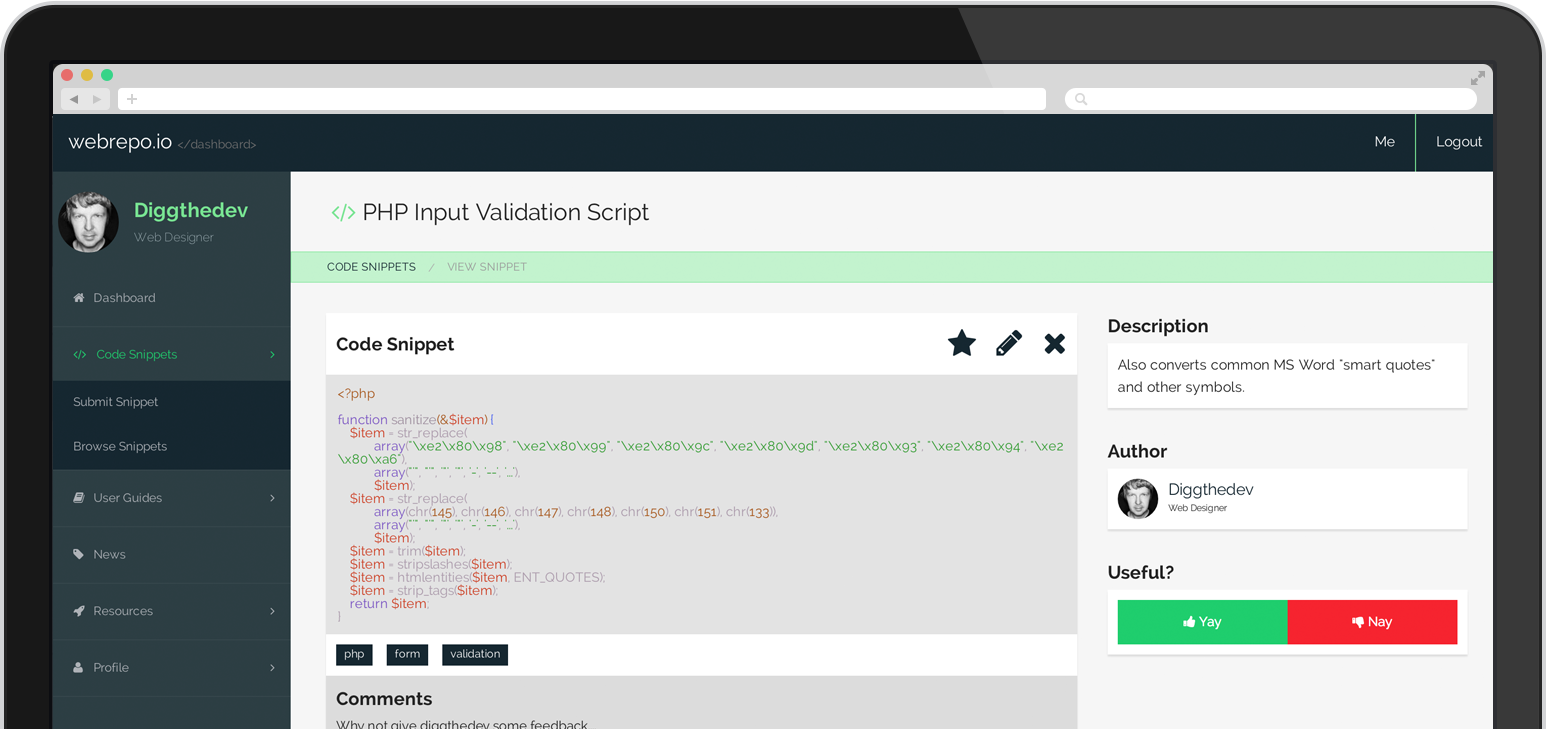 webrepo.io </dashboard>
Me
Logout
Diggthedev
Web Designer
Dashboard
Code Snippets
Submit Snippet
Browse Snippets
User Guides
News
Resources
Profile
</> PHP Input Validation Script
CODE SNIPPETS / VIEW SNIPPET
Code Snippet
<?php
function sanitize(&$item) {
$item = str_replace(
array("\xe2\x80\x98", "\xe2\x80\x99", "\xe2\x80\x9c", "\xe2\x80\x9d", "\xe2\x80\x93", "\xe2\x80\x94", "\xe2
\x80\xa6"),
array("'", "'", '"', '"', '-', '--', '...'),
$item);
$item = str_replace(
array(chr(145), chr(146), chr(147), chr(148), chr(150), chr(151), chr(133)),
array("'", "'", '"', '"', '-', '--', '...'),
$item);
$item = trim($item);
$item = stripslashes($item);
$item = htmlentities($item, ENT_QUOTES);
$item = strip_tags($item);
return $item;
}
php
form
validation
Comments
Why not give diggthedev some feedback...
Description
Also converts common MS Word "smart quotes"
and other symbols.
Author
Diggthedev
Web Designer
Useful?
Yay
Nay